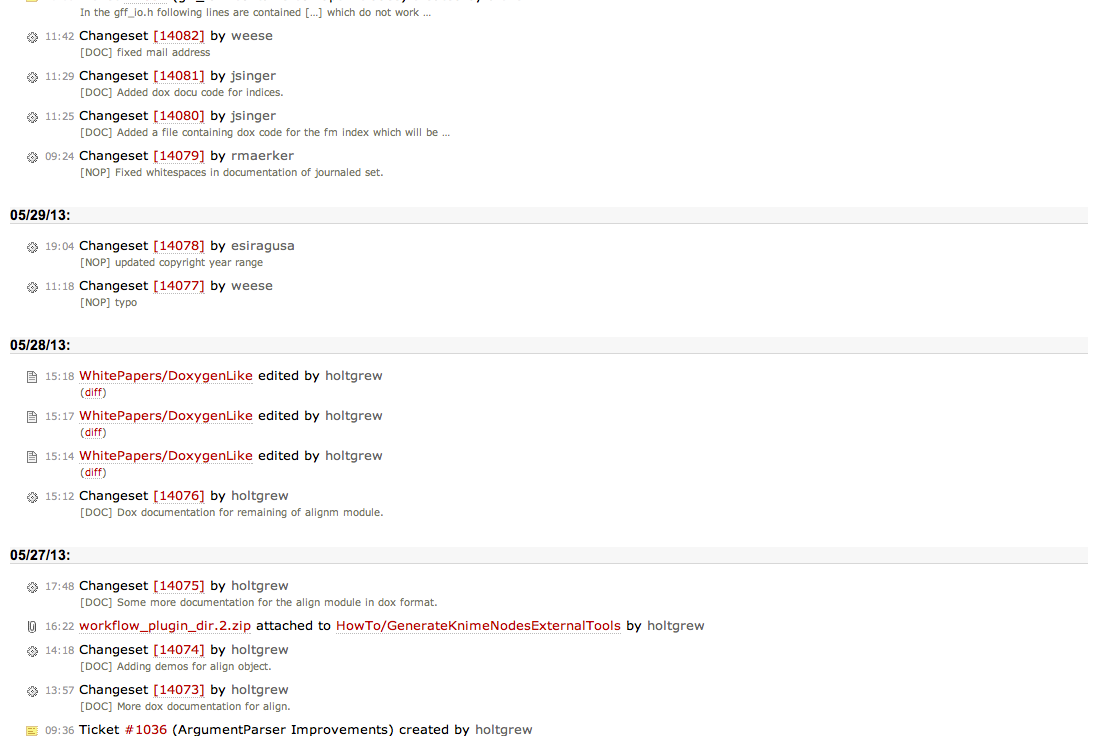 In the gff_io.h following lines are contained […] which do not work …
11:42 Changeset [14082] by weese
[DOC] fixed mail address
11:29 Changeset [14081] by jsinger
[DOC] Added dox docu code for indices.
11:25 Changeset [14080] by jsinger
[DOC] Added a file containing dox code for the fm index which will be …
09:24 Changeset [14079] by rmaerker
[NOP] Fixed whitespaces in documentation of journaled set.
05/29/13:
19:04 Changeset [14078] by esiragusa
[NOP] updated copyright year range
11:18 Changeset [14077] by weese
[NOP] typo
05/28/13:
15:18 WhitePapers/DoxygenLike edited by holtgrew
(diff)
15:17 WhitePapers/DoxygenLike edited by holtgrew
(diff)
15:14 WhitePapers/DoxygenLike edited by holtgrew
(diff)
15:12 Changeset [14076] by holtgrew
[DOC] Dox documentation for remaining of alignm module.
05/27/13:
17:48 Changeset [14075] by holtgrew
[DOC] Some more documentation for the align module in dox format.
16:22 workflow_plugin_dir.2.zip attached to HowTo/GenerateKnimeNodesExternalTools by holtgrew
14:18 Changeset [14074] by holtgrew
[DOC] Adding demos for align object.
13:57 Changeset [14073] by holtgrew
[DOC] More dox documentation for align.
09:36 Ticket #1036 (ArgumentParser Improvements) created by holtgrew